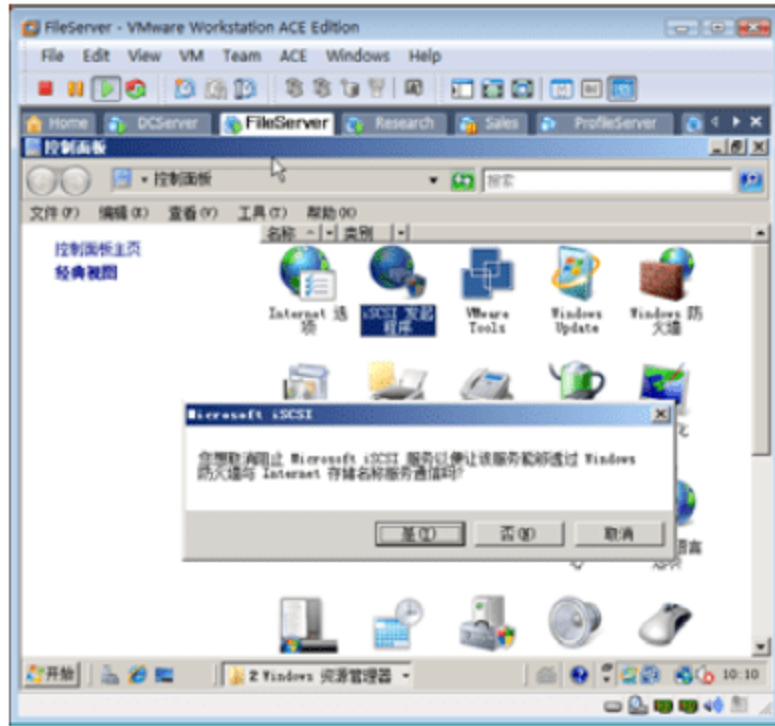 FileServer - VMware Workstation ACE Edition
File Edit View VM Team ACE Windows Help
Home DCServer FileServer Research Sales ProfileServer
控制面板
控制面板 搜索
文件(F) 编辑(E) 查看(V) 工具(T) 帮助(H)
名称 类别
控制面板主页
经典视图
Internet 选
项
iSCSI 发起
程序
VMware
Tools
Windows
Update
Windows 防
火墙
Microsoft iSCSI
您想取消阻止 Microsoft iSCSI 服务以便让该服务能够透过 Windows
防火墙与 Internet 存储名称服务通信吗?
是(Y) 否(N) 取消
语言
开始 2 Windows 资源管理器 10:10